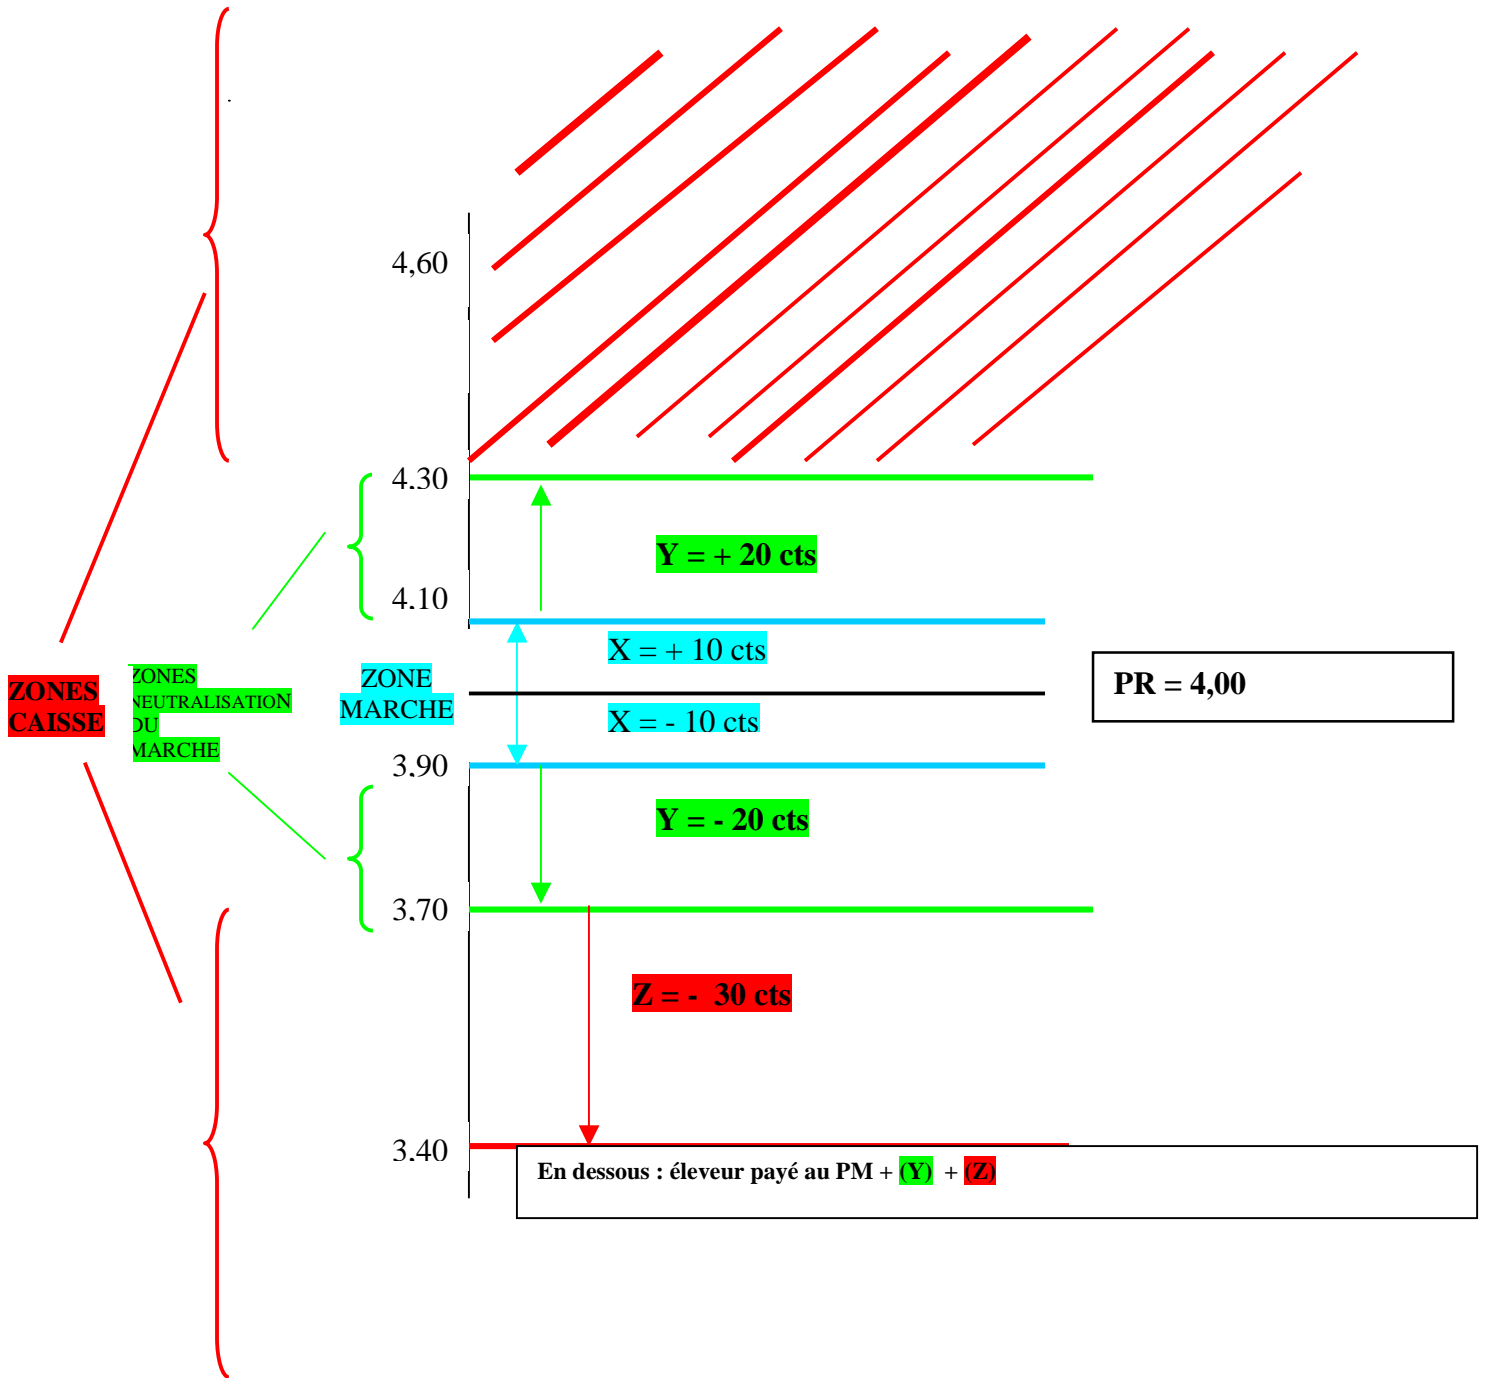 4,60
4.30
Y = + 20 cts
4.10
X = + 10 cts
ZONES
CAISSE
ZONES
NEUTRALISATION
DU
MARCHE
ZONE
MARCHE
PR = 4,00
X = - 10 cts
3,90
Y = - 20 cts
3,70
Z = -  30 cts
3,40
En dessous : éleveur payé au PM + (Y)  + (Z)